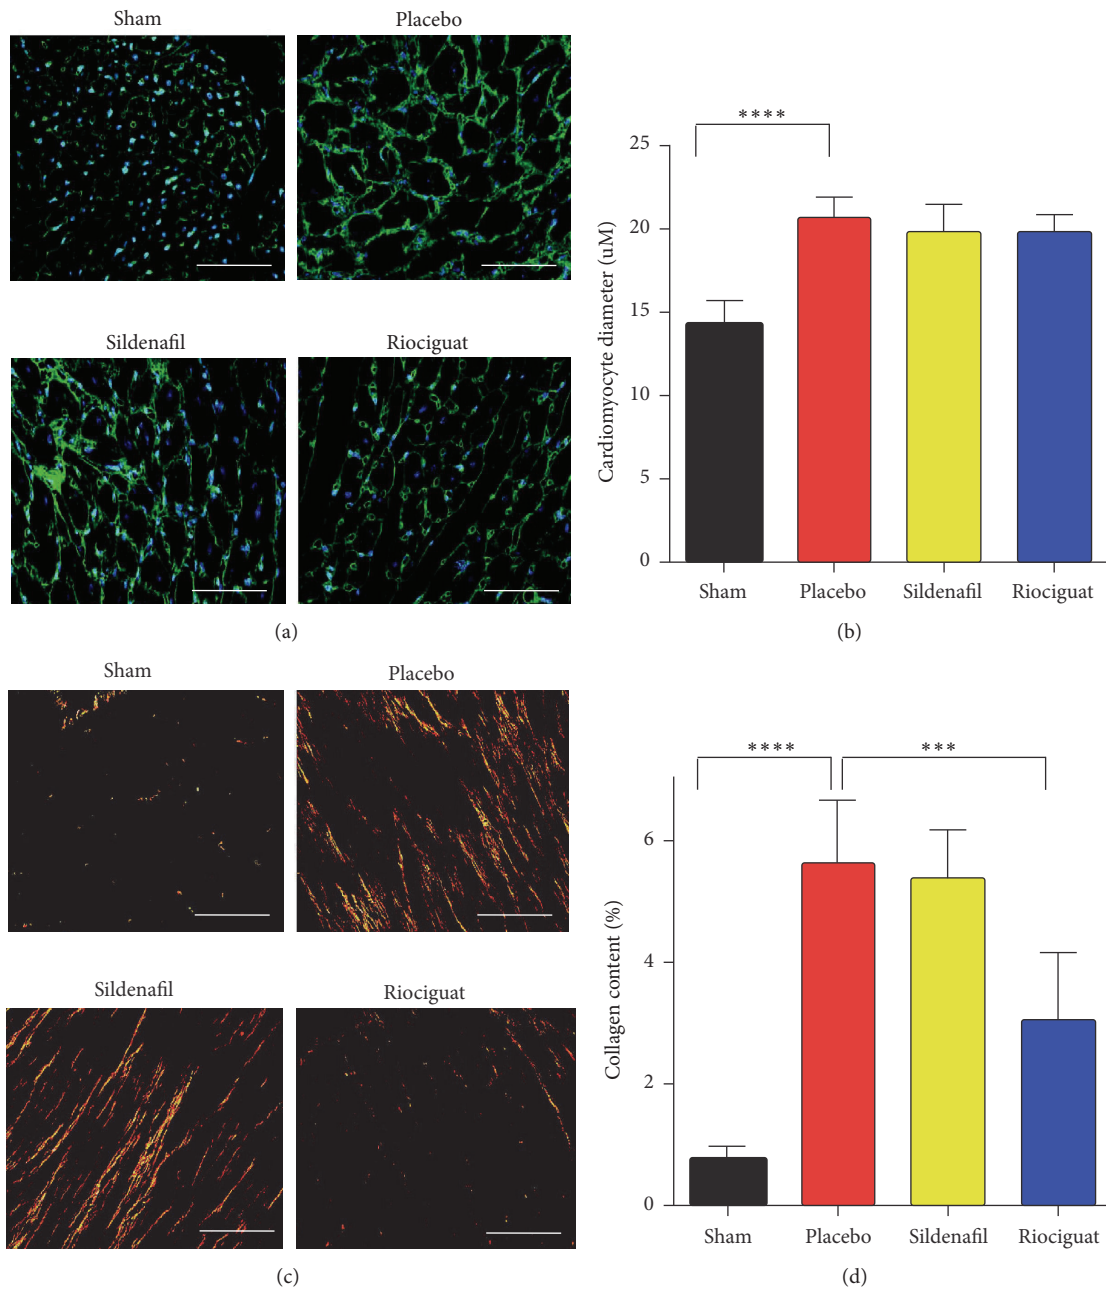 Sham
Placebo
Sildenafil
Riociguat
(a)
Cardiomyocyte diameter (uM)
25
20
15
10
5
0
****
Sham
Placebo
Sildenafil
Riociguat
(b)
Sham
Placebo
Sildenafil
Riociguat
(c)
Collagen content (%)
6
4
2
0
****
***
Sham
Placebo
Sildenafil
Riociguat
(d)